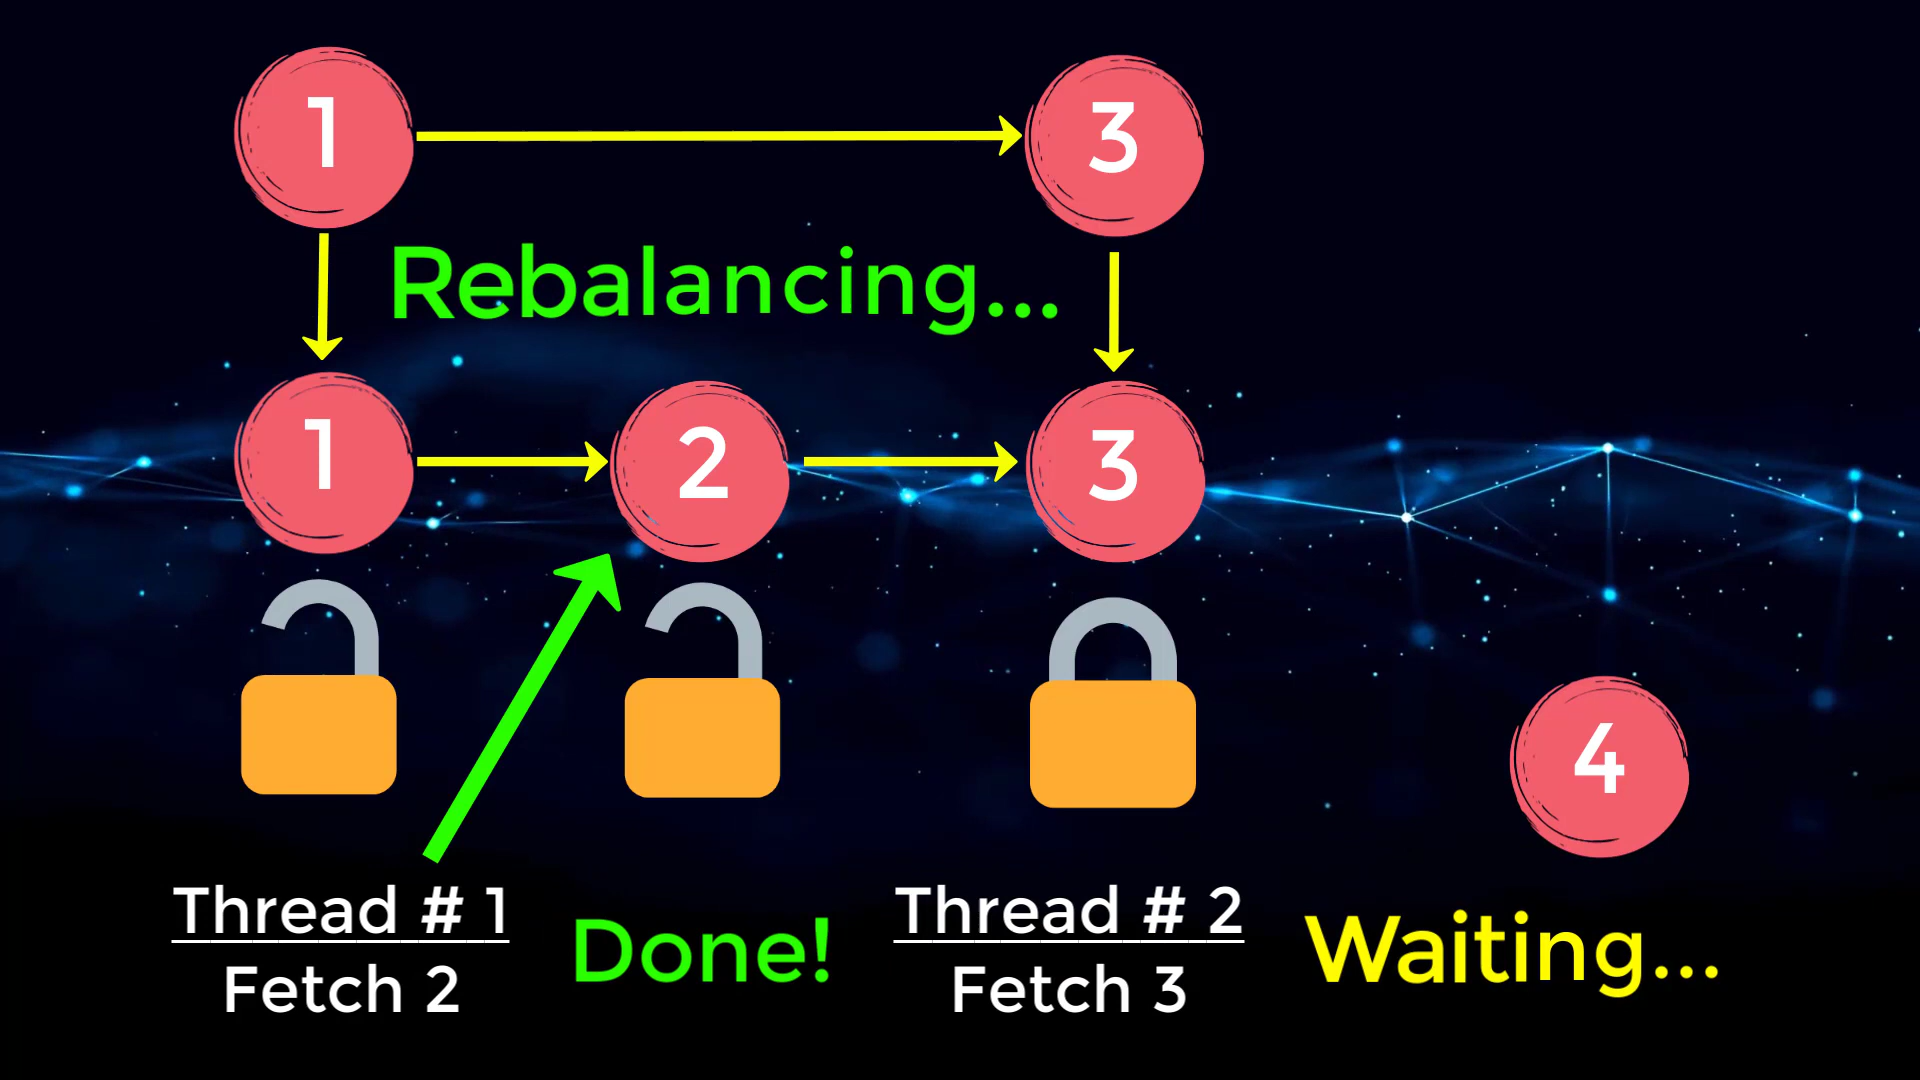 1
3
Rebalancing...
1
2
3
4
Thread # 1
Fetch 2
Done!
Thread # 2
Fetch 3
Waiting...